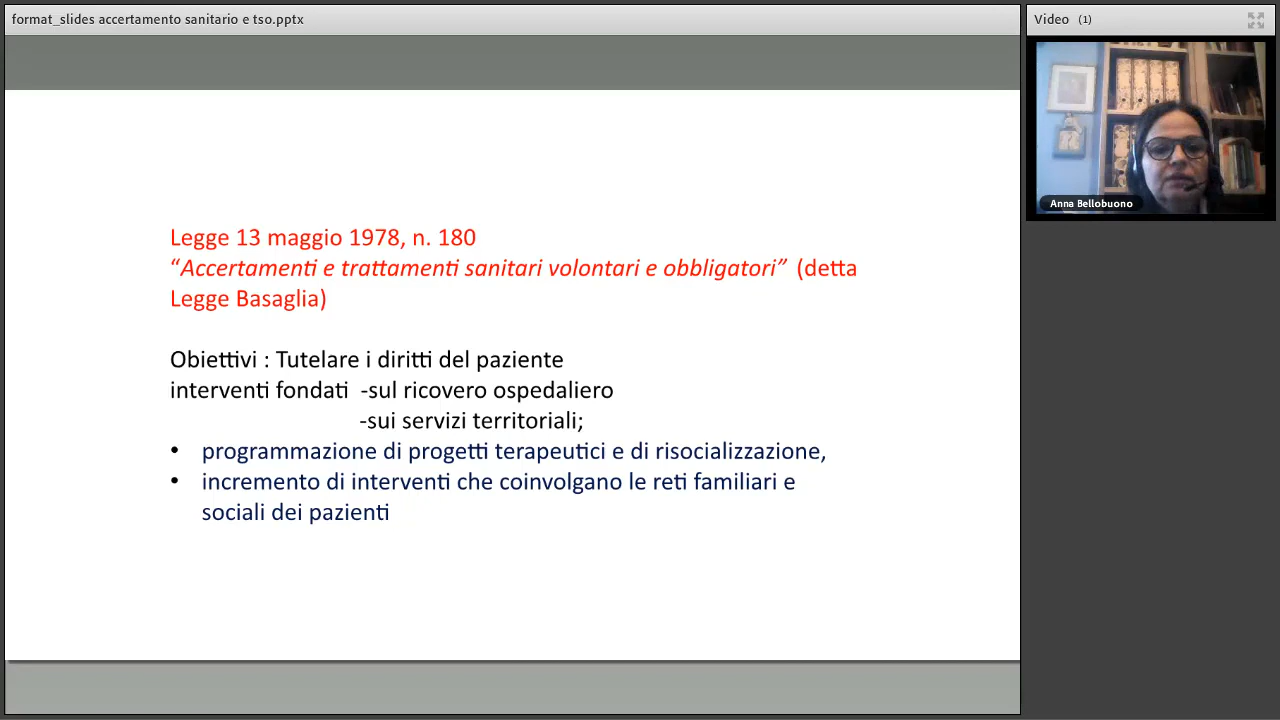 format_slides accertamento sanitario e tso.pptx
Video (1)
Anna Bellobuono
Legge 13 maggio 1978, n. 180
“Accertamenti e trattamenti sanitari volontari e obbligatori” (detta
Legge Basaglia)
Obiettivi : Tutelare i diritti del paziente
interventi fondati -sul ricovero ospedaliero
-sui servizi territoriali;
• programmazione di progetti terapeutici e di risocializzazione,
• incremento di interventi che coinvolgano le reti familiari e
sociali dei pazienti